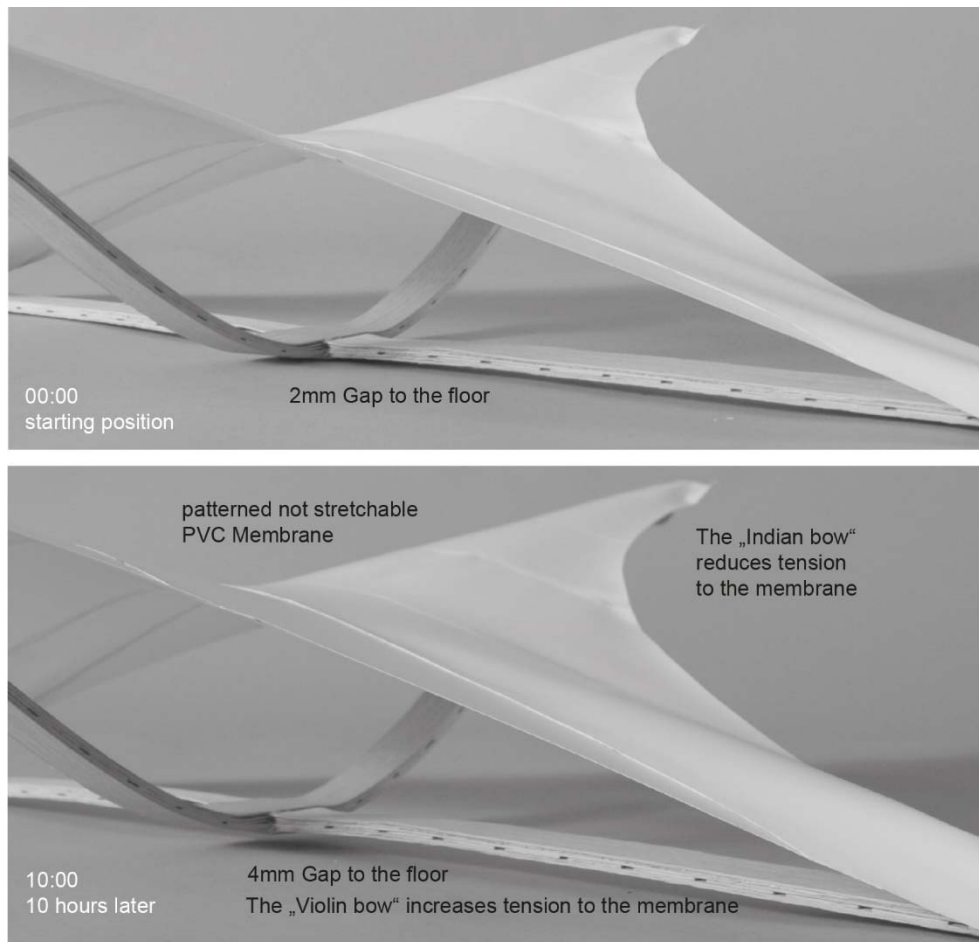 00:00
starting position
2mm Gap to the floor
patterned not stretchable
PVC Membrane
The „Indian bow“
reduces tension
to the membrane
10:00
10 hours later
4mm Gap to the floor
The „Violin bow“ increases tension to the membrane